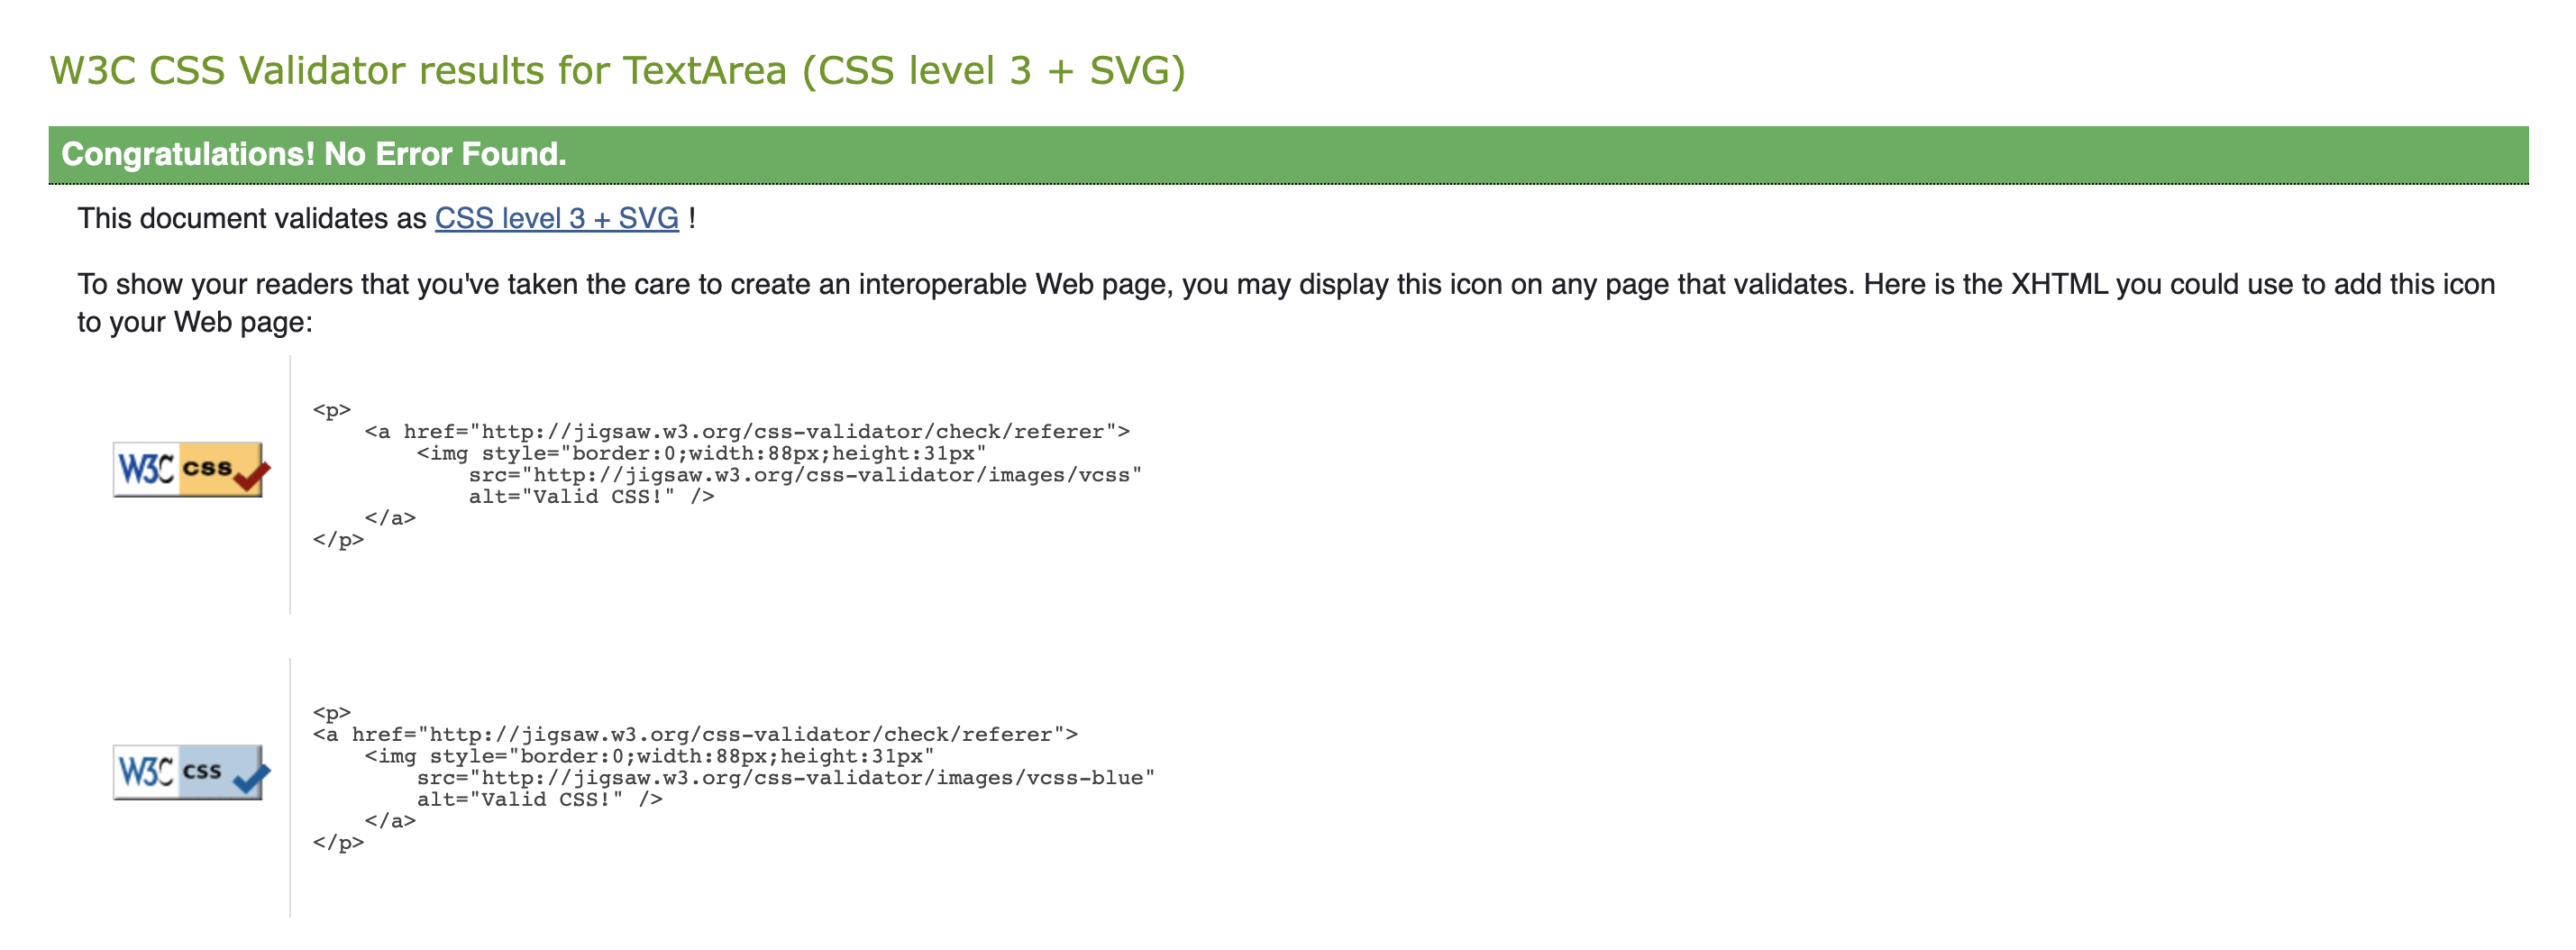 W3C CSS Validator results for TextArea (CSS level 3 + SVG)
Congratulations! No Error Found.
This document validates as CSS level 3 + SVG !
To show your readers that you've taken the care to create an interoperable Web page, you may display this icon on any page that validates. Here is the XHTML you could use to add this icon
to your Web page:
W3C css
<p>
    <a href="http://jigsaw.w3.org/css-validator/check/referer">
        <img style="border:0;width:88px;height:31px"
            src="http://jigsaw.w3.org/css-validator/images/vcss"
            alt="Valid CSS!" />
    </a>
</p>
W3C css
<p>
<a href="http://jigsaw.w3.org/css-validator/check/referer">
    <img style="border:0;width:88px;height:31px"
        src="http://jigsaw.w3.org/css-validator/images/vcss-blue"
        alt="Valid CSS!" />
    </a>
</p>